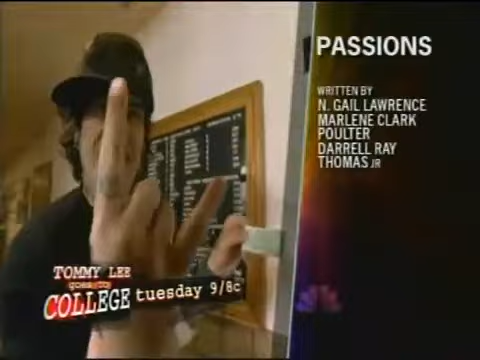 PASSIONS
WRITTEN BY
N. GAIL LAWRENCE
MARLENE CLARK
POULTER
DARRELL RAY
THOMAS JR
TOMMY LEE
GOES TO
COLLEGE tuesday 9/8c